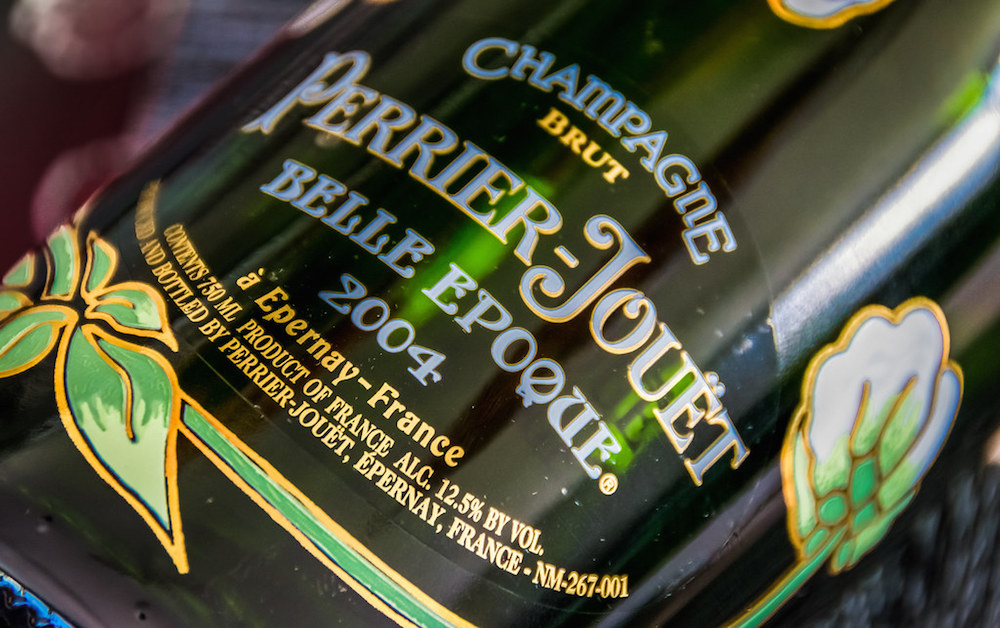 CHAMPAGNE
BRUT
PERRIER-JOUËT
BELLE EPOQUE®
2004
à Epernay-France
CONTENTS 750 ML PRODUCT OF FRANCE ALC. 12.5% BY VOL.
AND BOTTLED BY PERRIER-JOUËT, ÉPERNAY, FRANCE - NM-267-001